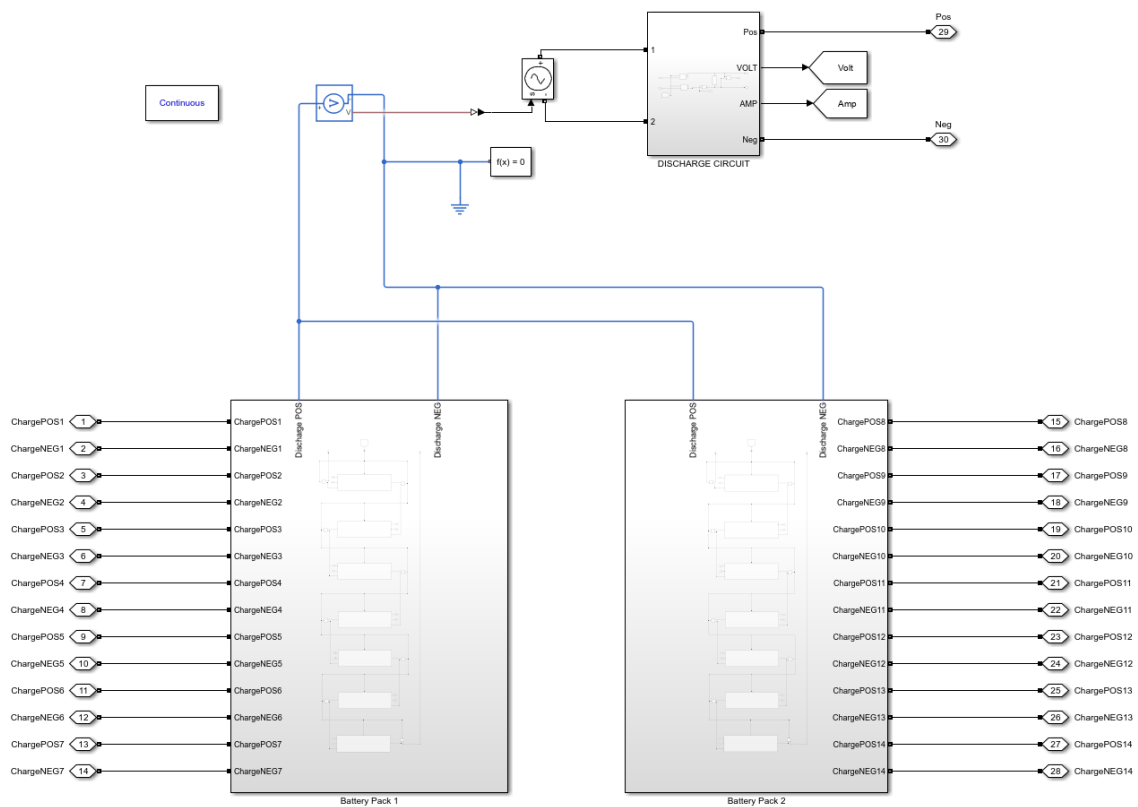 Pos
29
Pos
1
VOLT
Volt
Continuous
+
V
V
+
s
-
AMP
Amp
2
Neg
Neg
30
f(x) = 0
DISCHARGE CIRCUIT
Discharge POS
Discharge NEG
Discharge POS
Discharge NEG
ChargePOS1 1 ChargePOS1
ChargeNEG1 2 ChargeNEG1
ChargePOS2 3 ChargePOS2
ChargeNEG2 4 ChargeNEG2
ChargePOS3 5 ChargePOS3
ChargeNEG3 6 ChargeNEG3
ChargePOS4 7 ChargePOS4
ChargeNEG4 8 ChargeNEG4
ChargePOS5 9 ChargePOS5
ChargeNEG5 10 ChargeNEG5
ChargePOS6 11 ChargePOS6
ChargeNEG6 12 ChargeNEG6
ChargePOS7 13 ChargePOS7
ChargeNEG7 14 ChargeNEG7
Battery Pack 1
ChargePOS8 15 ChargePOS8
ChargeNEG8 16 ChargeNEG8
ChargePOS9 17 ChargePOS9
ChargeNEG9 18 ChargeNEG9
ChargePOS10 19 ChargePOS10
ChargeNEG10 20 ChargeNEG10
ChargePOS11 21 ChargePOS11
ChargeNEG11 22 ChargeNEG11
ChargePOS12 23 ChargePOS12
ChargeNEG12 24 ChargeNEG12
ChargePOS13 25 ChargePOS13
ChargeNEG13 26 ChargeNEG13
ChargePOS14 27 ChargePOS14
ChargeNEG14 28 ChargeNEG14
Battery Pack 2